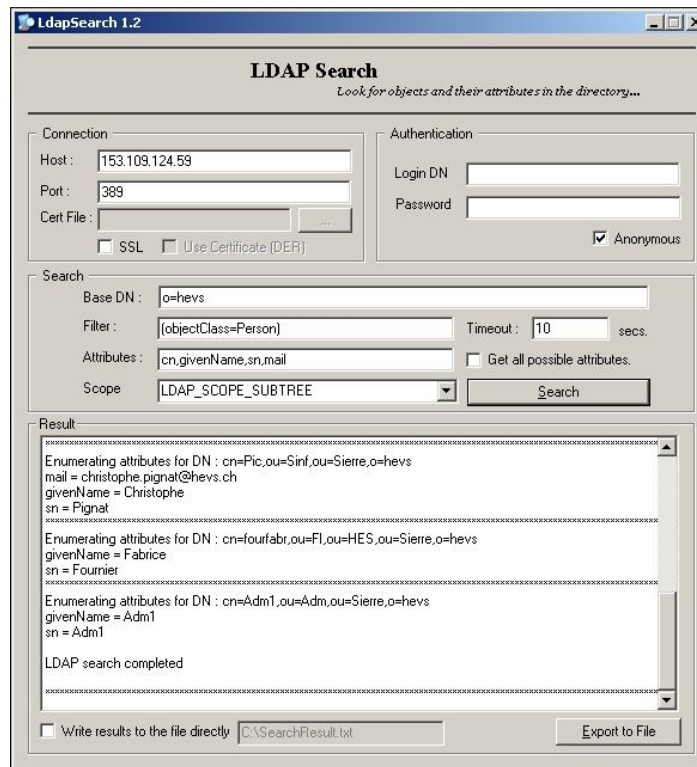 LdapSearch 1.2
LDAP Search
Look for objects and their attributes in the directory...
Connection
Host :
153.109.124.59
Port :
389
Cert File :
...
SSL
Use Certificate (DER)
Authentication
Login DN
Password
Anonymous
Search
Base DN :
o=hevs
Filter :
(objectClass=Person)
Timeout :
10
secs.
Attributes :
cn,givenName,sn,mail
Get all possible attributes.
Scope
LDAP_SCOPE_SUBTREE
Search
Result
Enumerating attributes for DN : cn=Pic,ou=Sinf,ou=Sierre,o=hevs
mail = christophe.pignat@hevs.ch
givenName = Christophe
sn = Pignat
Enumerating attributes for DN : cn=fourfabr,ou=FI,ou=HES,ou=Sierre,o=hevs
givenName = Fabrice
sn = Fournier
Enumerating attributes for DN : cn=Adm1,ou=Adm,ou=Sierre,o=hevs
givenName = Adm1
sn = Adm1
LDAP search completed
Write results to the file directly
C:\SearchResult.txt
Export to File